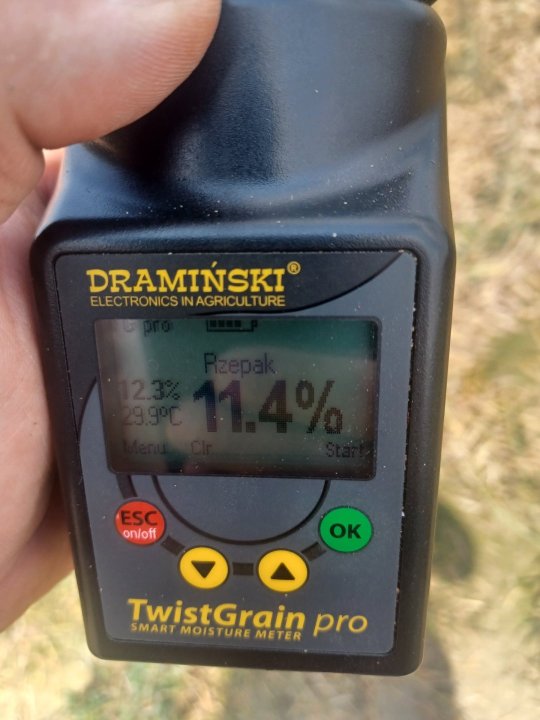 DRAMIŃSKI®
ELECTRONICS IN AGRICULTURE
pro
Rzepak
12.3% 11.4%
29.9°C
Menu Clr Start
ESC
on/off
OK
TwistGrain pro
SMART MOISTURE METER